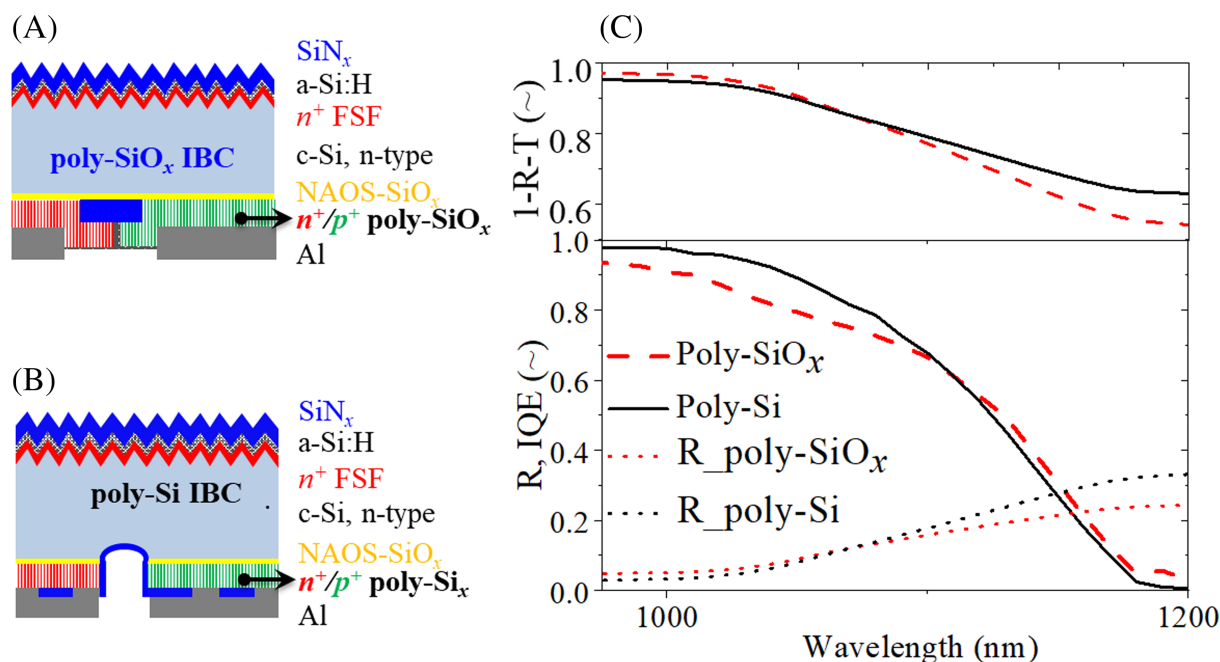 (A)
SiNₓ
a-Si:H
n⁺ FSF
poly-SiOₓ IBC
c-Si, n-type
NAOS-SiOₓ
n⁺/p⁺ poly-SiOₓ
Al
(B)
SiNₓ
a-Si:H
n⁺ FSF
poly-Si IBC
c-Si, n-type
NAOS-SiOₓ
n⁺/p⁺ poly-Siₓ
Al
(C)
1-R-T (~)
1.0
0.8
0.6
R, IQE (~)
1.0
0.8
0.6
0.4
0.2
0.0
Poly-SiOₓ
Poly-Si
R_poly-SiOₓ
R_poly-Si
1000
1200
Wavelength (nm)